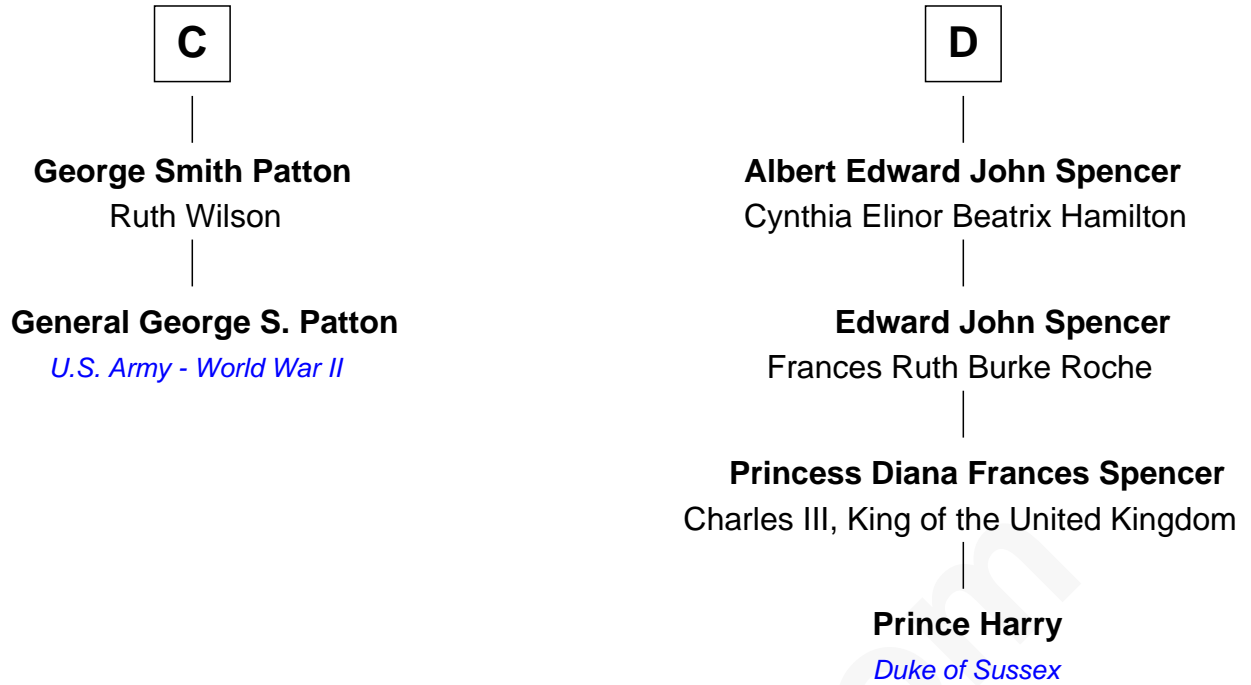 C
George Smith Patton
Ruth Wilson
General George S. Patton
U.S. Army - World War II
D
Albert Edward John Spencer
Cynthia Elinor Beatrix Hamilton
Edward John Spencer
Frances Ruth Burke Roche
Princess Diana Frances Spencer
Charles III, King of the United Kingdom
Prince Harry
Duke of Sussex